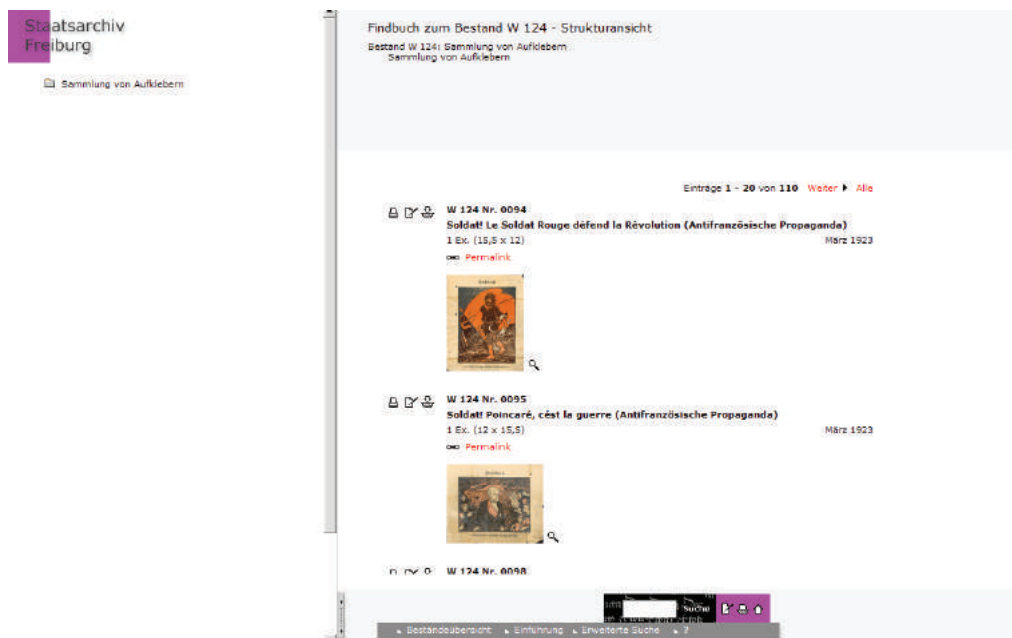 Staatsarchiv
Freiburg
Sammlung von Aufklebern
Findbuch zum Bestand W 124 - Strukturansicht
Bestand W 124: Sammlung von Aufklebern
Sammlung von Aufklebern
Einträge 1 - 20 von 110 Weiter Alle
W 124 Nr. 0094
Soldat! Le Soldat Rouge défend la Révolution (Antifranzösische Propaganda)
1 Ex. (15,5 x 12) März 1923
Permalink
W 124 Nr. 0095
Soldat! Poincaré, cést la guerre (Antifranzösische Propaganda)
1 Ex. (12 x 15,5) März 1923
Permalink
W 124 Nr. 0098
Suche
Beständeübersicht Einführung Erweiterte Suche ?